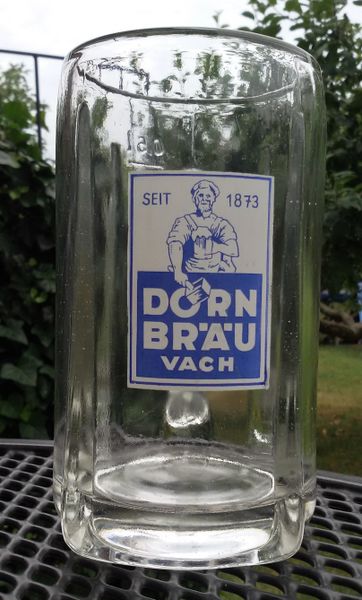 SEIT 1873
DORN
BRÄU
VACH